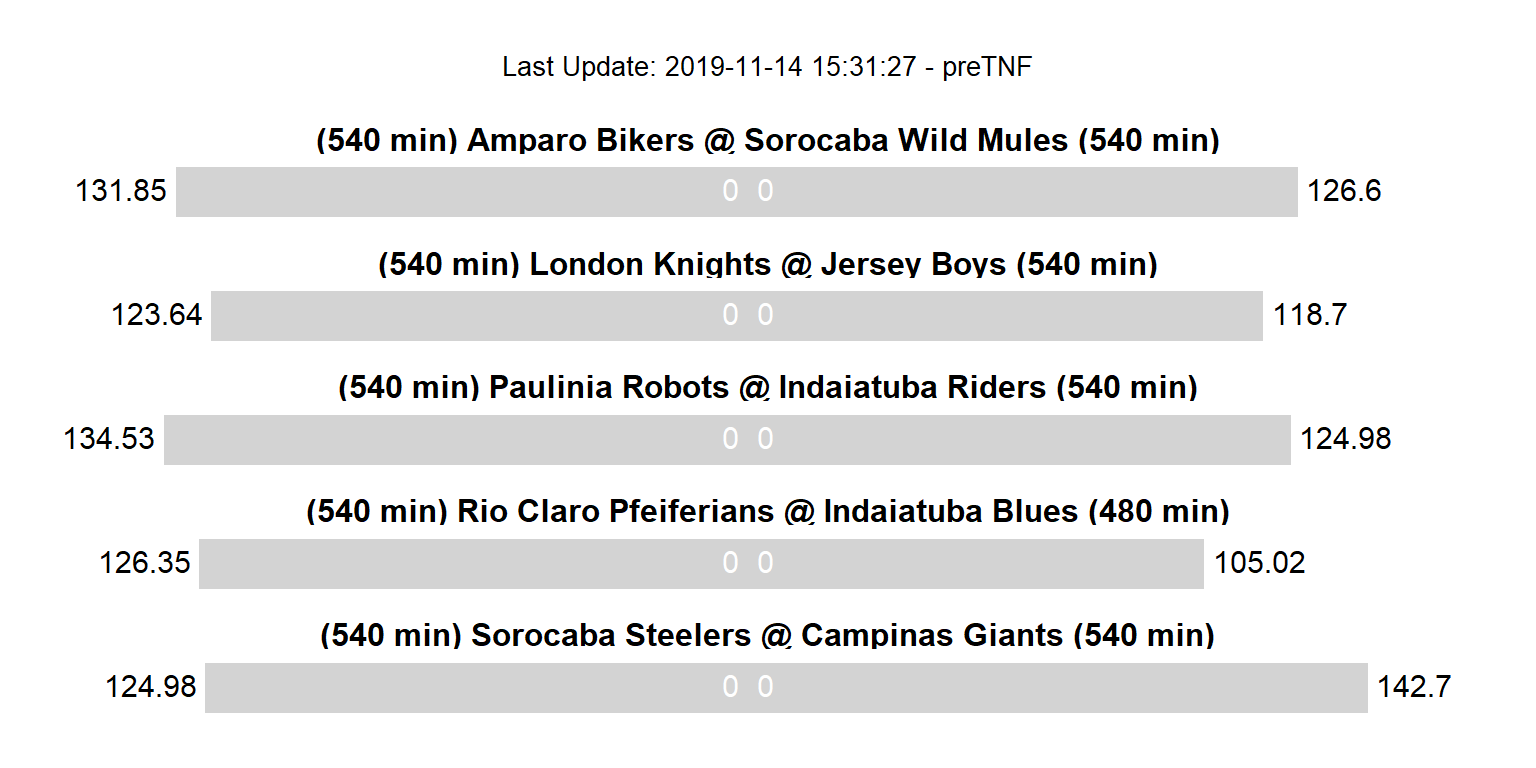 Last Update: 2019-11-14 15:31:27 - preTNF
(540 min) Amparo Bikers @ Sorocaba Wild Mules (540 min)
131.85 0 0 126.6
(540 min) London Knights @ Jersey Boys (540 min)
123.64 0 0 118.7
(540 min) Paulinia Robots @ Indaiatuba Riders (540 min)
134.53 0 0 124.98
(540 min) Rio Claro Pfeiferians @ Indaiatuba Blues (480 min)
126.35 0 0 105.02
(540 min) Sorocaba Steelers @ Campinas Giants (540 min)
124.98 0 0 142.7